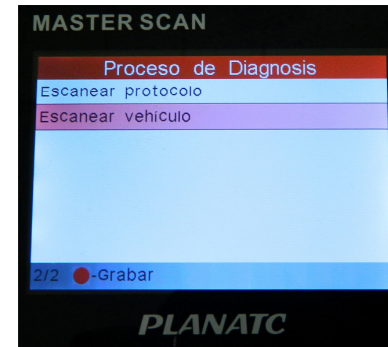 MASTER SCAN
Proceso de Diagnosis
Escanear protocolo
Escanear vehículo
2/2 -Grabar
PLANATC